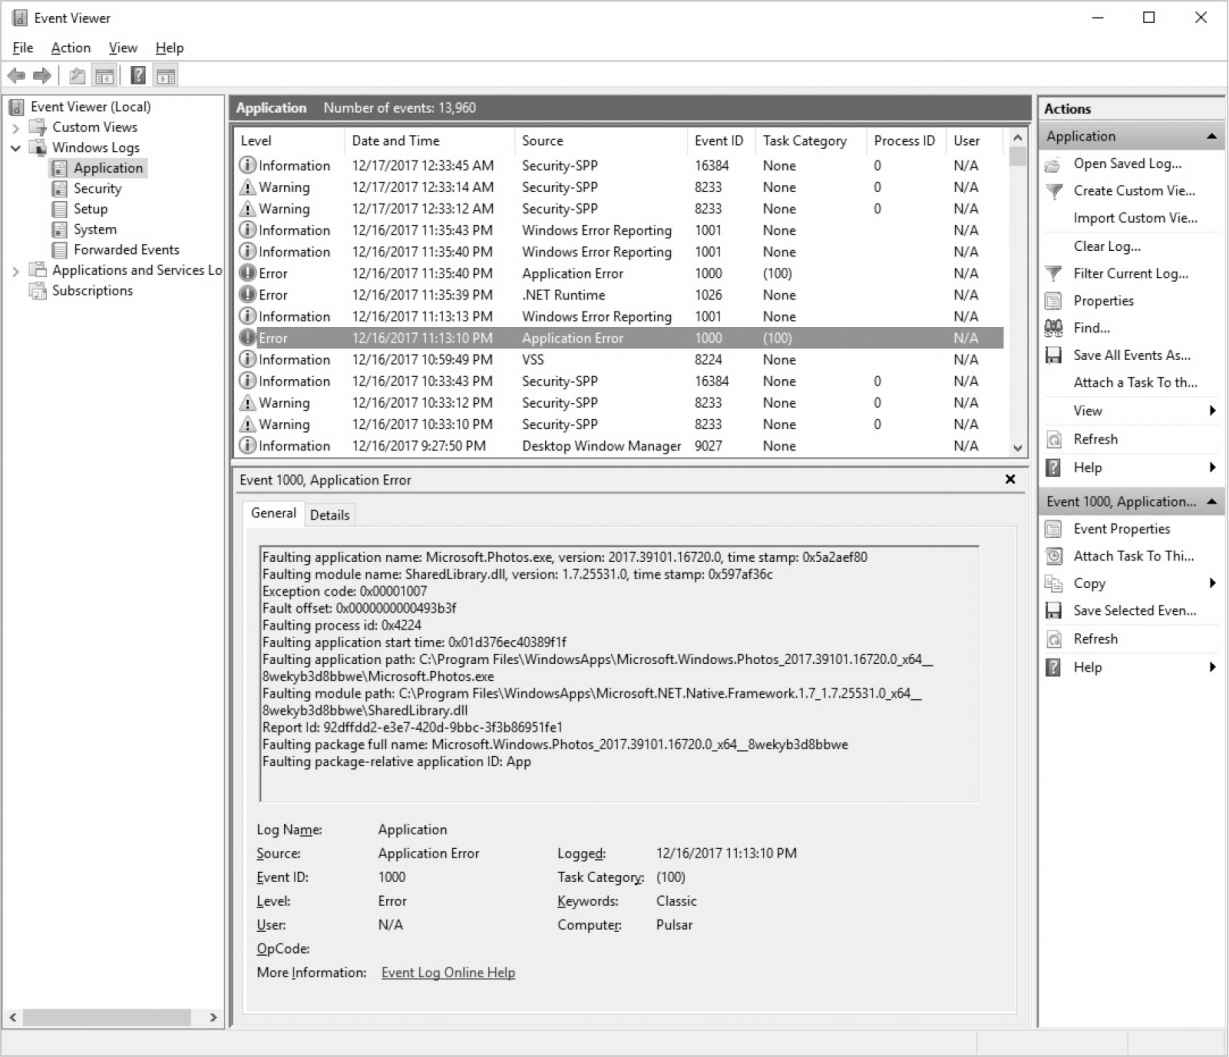 Event Viewer
File Action View Help
Event Viewer (Local)
Custom Views
Windows Logs
Application
Security
Setup
System
Forwarded Events
Applications and Services Lo
Subscriptions
Application Number of events: 13,960
Level Date and Time Source Event ID Task Category Process ID User
Information 12/17/2017 12:33:45 AM Security-SPP 16384 None 0 N/A
Warning 12/17/2017 12:33:14 AM Security-SPP 8233 None 0 N/A
Warning 12/17/2017 12:33:12 AM Security-SPP 8233 None 0 N/A
Information 12/16/2017 11:35:43 PM Windows Error Reporting 1001 None N/A
Information 12/16/2017 11:35:40 PM Windows Error Reporting 1001 None N/A
Error 12/16/2017 11:35:40 PM Application Error 1000 (100) N/A
Error 12/16/2017 11:35:39 PM .NET Runtime 1026 None N/A
Information 12/16/2017 11:13:13 PM Windows Error Reporting 1001 None N/A
Error 12/16/2017 11:13:10 PM Application Error 1000 (100) N/A
Information 12/16/2017 10:59:49 PM VSS 8224 None N/A
Information 12/16/2017 10:33:43 PM Security-SPP 16384 None 0 N/A
Warning 12/16/2017 10:33:12 PM Security-SPP 8233 None 0 N/A
Warning 12/16/2017 10:33:10 PM Security-SPP 8233 None 0 N/A
Information 12/16/2017 9:27:50 PM Desktop Window Manager 9027 None N/A
Event 1000, Application Error
General Details
Faulting application name: Microsoft.Photos.exe, version: 2017.39101.16720.0, time stamp: 0x5a2aef80
Faulting module name: SharedLibrary.dll, version: 1.7.25531.0, time stamp: 0x597af36c
Exception code: 0x00001007
Fault offset: 0x0000000000493b3f
Faulting process id: 0x4224
Faulting application start time: 0x01d376ec40389f1f
Faulting application path: C:\Program Files\WindowsApps\Microsoft.Windows.Photos_2017.39101.16720.0_x64__
8wekyb3d8bbwe\Microsoft.Photos.exe
Faulting module path: C:\Program Files\WindowsApps\Microsoft.NET.Native.Framework.1.7_1.7.25531.0_x64__
8wekyb3d8bbwe\SharedLibrary.dll
Report Id: 92dffdd2-e3e7-420d-9bbc-3f3b86951fe1
Faulting package full name: Microsoft.Windows.Photos_2017.39101.16720.0_x64__8wekyb3d8bbwe
Faulting package-relative application ID: App
Log Name: Application
Source: Application Error Logged: 12/16/2017 11:13:10 PM
Event ID: 1000 Task Category: (100)
Level: Error Keywords: Classic
User: N/A Computer: Pulsar
OpCode:
More Information: Event Log Online Help
Actions
Application
Open Saved Log...
Create Custom Vie...
Import Custom Vie...
Clear Log...
Filter Current Log...
Properties
Find...
Save All Events As...
Attach a Task To th...
View
Refresh
Help
Event 1000, Application...
Event Properties
Attach Task To Thi...
Copy
Save Selected Even...
Refresh
Help